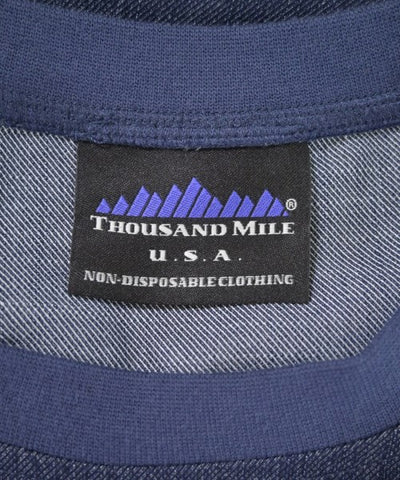 ®
THOUSAND MILE
U.S.A.
NON-DISPOSABLE CLOTHING